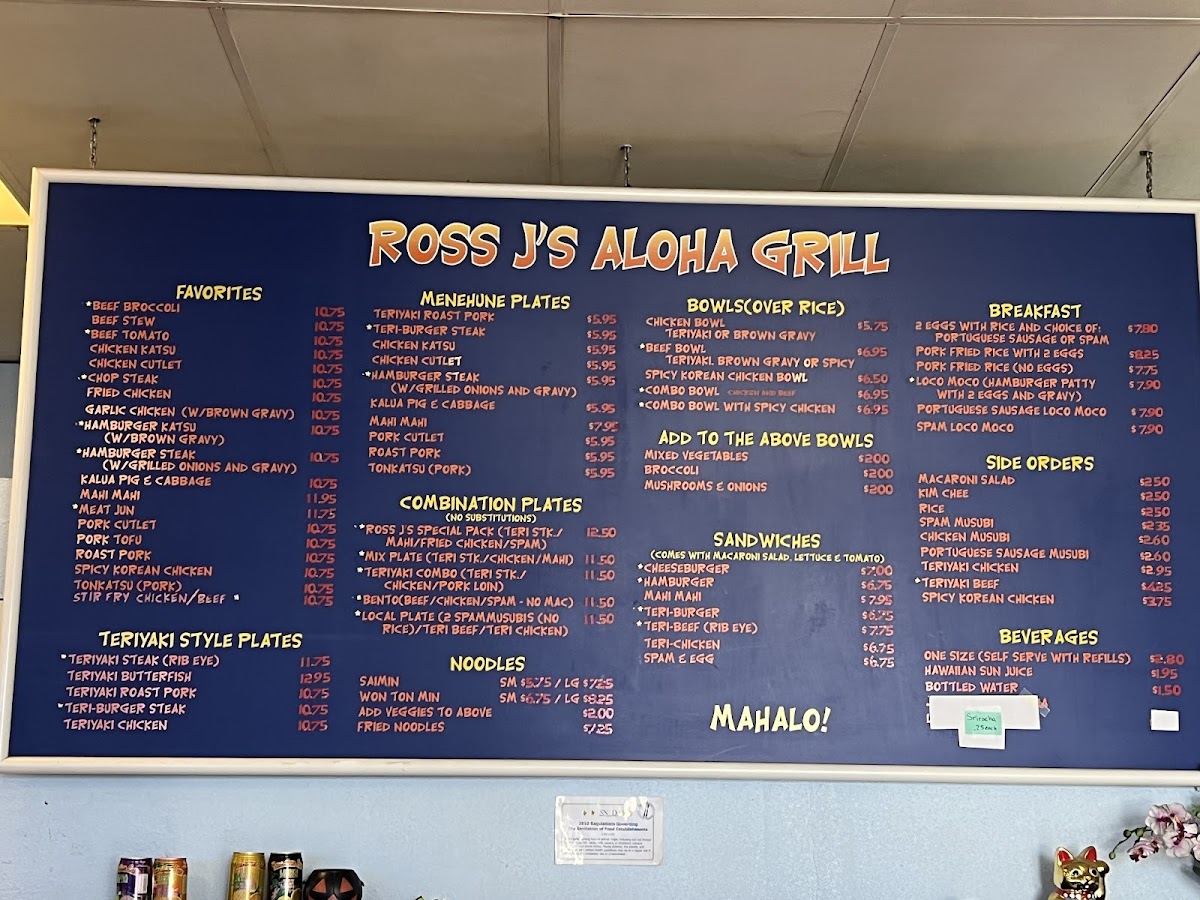 ROSS J'S ALOHA GRILL
FAVORITES
*BEEF BROCCOLI 10.75
BEEF STEW 10.75
*BEEF TOMATO 10.75
CHICKEN KATSU 10.75
CHICKEN CUTLET 10.75
*CHOP STEAK 10.75
FRIED CHICKEN 10.75
GARLIC CHICKEN (W/BROWN GRAVY) 10.75
*HAMBURGER KATSU 10.75
(W/BROWN GRAVY)
*HAMBURGER STEAK 10.75
(W/GRILLED ONIONS AND GRAVY)
KALUA PIG & CABBAGE 10.75
MAHI MAHI 11.95
*MEAT JUN 11.75
PORK CUTLET 10.75
PORK TOFU 10.75
ROAST PORK 10.75
SPICY KOREAN CHICKEN 10.75
TONKATSU (PORK) 10.75
STIR FRY CHICKEN/BEEF * 10.75
TERIYAKI STYLE PLATES
*TERIYAKI STEAK (RIB EYE) 11.75
TERIYAKI BUTTERFISH 12.95
TERIYAKI ROAST PORK 10.75
*TERI-BURGER STEAK 10.75
TERIYAKI CHICKEN 10.75
MENEHUNE PLATES
TERIYAKI ROAST PORK $5.95
*TERI-BURGER STEAK $5.95
CHICKEN KATSU $5.95
CHICKEN CUTLET $5.95
*HAMBURGER STEAK $5.95
(W/GRILLED ONIONS AND GRAVY)
KALUA PIG & CABBAGE $5.95
MAHI MAHI $7.95
PORK CUTLET $5.95
ROAST PORK $5.95
TONKATSU (PORK) $5.95
COMBINATION PLATES
(NO SUBSTITUTIONS)
*ROSS J'S SPECIAL PACK (TERI STK./ 12.50
MAHI/FRIED CHICKEN/SPAM)
*MIX PLATE (TERI STK./CHICKEN/MAHI) 11.50
*TERIYAKI COMBO (TERI STK./ 11.50
CHICKEN/PORK LOIN)
*BENTO(BEEF/CHICKEN/SPAM - NO MAC) 11.50
*LOCAL PLATE (2 SPAMMUSUBIS (NO 11.50
RICE)/TERI BEEF/TERI CHICKEN)
NOODLES
SAIMIN SM $5.75 / LG $7.25
WON TON MIN SM $6.75 / LG $8.25
ADD VEGGIES TO ABOVE $2.00
FRIED NOODLES $7.25
BOWLS(OVER RICE)
CHICKEN BOWL $5.75
TERIYAKI OR BROWN GRAVY
*BEEF BOWL $6.95
TERIYAKI, BROWN GRAVY OR SPICY
SPICY KOREAN CHICKEN BOWL $6.50
*COMBO BOWL - CHICKEN AND BEEF $6.95
*COMBO BOWL WITH SPICY CHICKEN $6.95
ADD TO THE ABOVE BOWLS
MIXED VEGETABLES $2.00
BROCCOLI $2.00
MUSHROOMS & ONIONS $2.00
SANDWICHES
(COMES WITH MACARONI SALAD, LETTUCE & TOMATO)
*CHEESEBURGER $7.00
*HAMBURGER $6.75
MAHI MAHI $7.95
*TERI-BURGER $6.75
*TERI-BEEF (RIB EYE) $7.75
TERI-CHICKEN $6.75
SPAM & EGG $6.75
MAHALO!
BREAKFAST
2 EGGS WITH RICE AND CHOICE OF: $7.80
PORTUGUESE SAUSAGE OR SPAM
PORK FRIED RICE WITH 2 EGGS $8.25
PORK FRIED RICE (NO EGGS) $7.75
*LOCO MOCO (HAMBURGER PATTY $7.90
WITH 2 EGGS AND GRAVY)
PORTUGUESE SAUSAGE LOCO MOCO $7.90
SPAM LOCO MOCO $7.90
SIDE ORDERS
MACARONI SALAD $2.50
KIM CHEE $2.50
RICE $2.50
SPAM MUSUBI $2.35
CHICKEN MUSUBI $2.60
PORTUGUESE SAUSAGE MUSUBI $2.60
TERIYAKI CHICKEN $2.95
*TERIYAKI BEEF $4.25
SPICY KOREAN CHICKEN $3.75
BEVERAGES
ONE SIZE (SELF SERVE WITH REFILLS) $2.80
HAWAIIAN SUN JUICE $1.95
BOTTLED WATER $1.50
Sriracha
.75 each